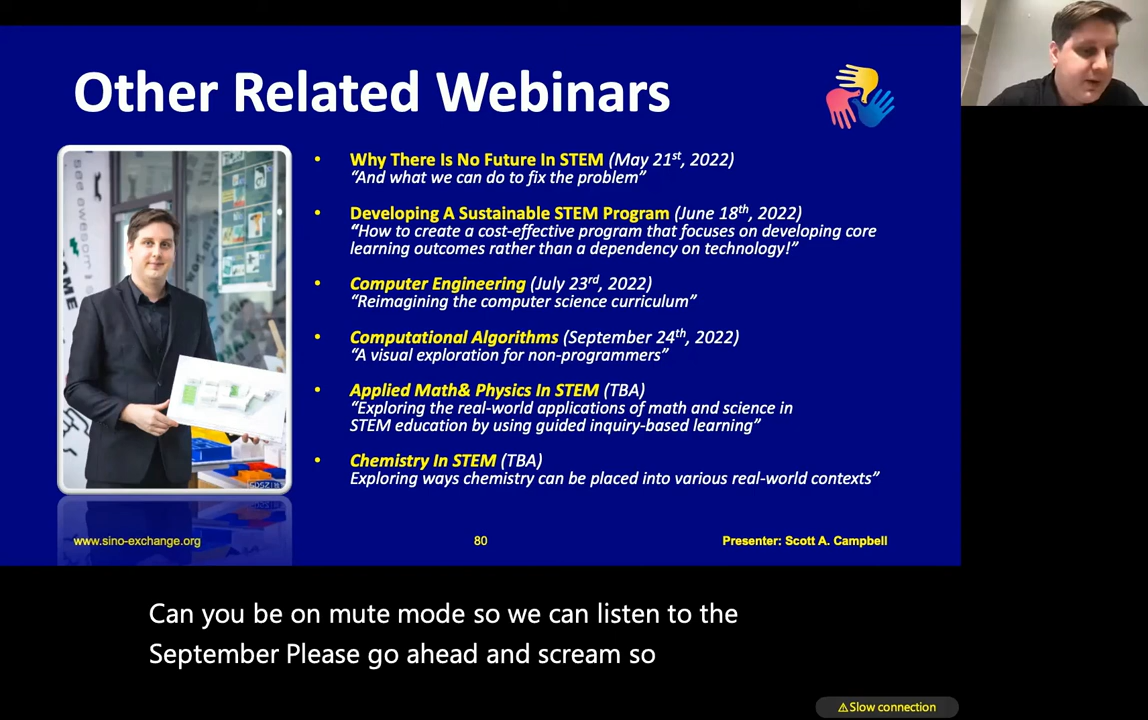 Other Related Webinars
• Why There Is No Future In STEM (May 21st, 2022)
“And what we can do to fix the problem”
• Developing A Sustainable STEM Program (June 18th, 2022)
“How to create a cost-effective program that focuses on developing core
learning outcomes rather than a dependency on technology!”
• Computer Engineering (July 23rd, 2022)
“Reimagining the computer science curriculum”
• Computational Algorithms (September 24th, 2022)
“A visual exploration for non-programmers”
• Applied Math& Physics In STEM (TBA)
“Exploring the real-world applications of math and science in
STEM education by using guided inquiry-based learning”
• Chemistry In STEM (TBA)
Exploring ways chemistry can be placed into various real-world contexts”
www.sino-exchange.org
80
Presenter: Scott A. Campbell
Can you be on mute mode so we can listen to the
September Please go ahead and scream so
⚠Slow connection